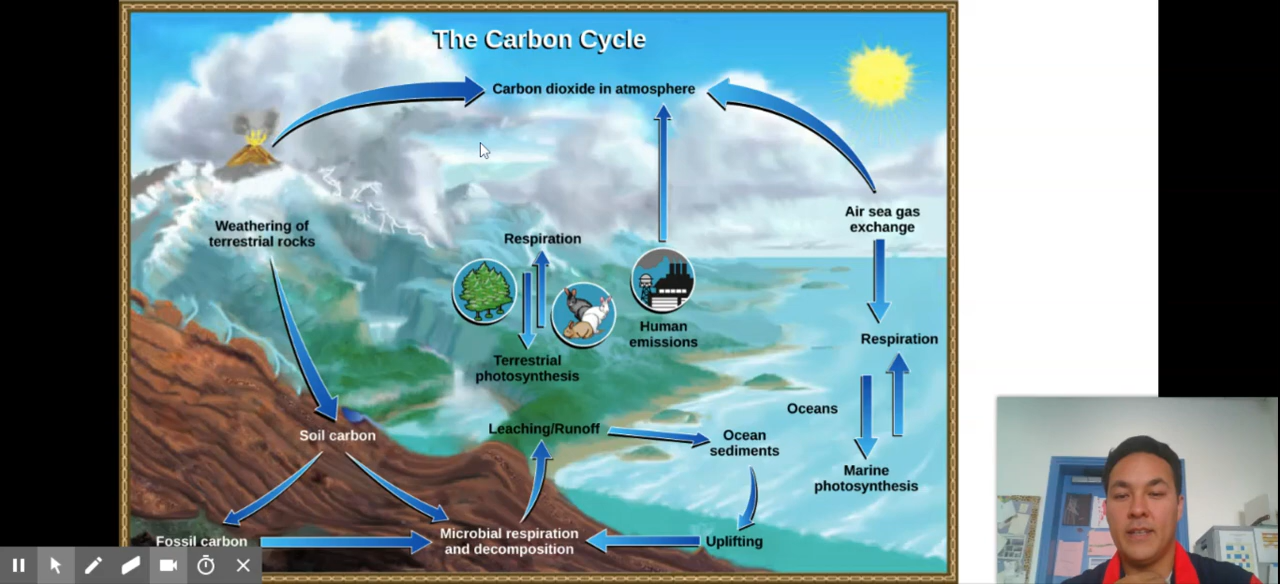 The Carbon Cycle
Carbon dioxide in atmosphere
Weathering of
terrestrial rocks
Respiration
Air sea gas
exchange
Human
emissions
Respiration
Terrestrial
photosynthesis
Oceans
Leaching/Runoff
Soil carbon
Ocean
sediments
Marine
photosynthesis
Fossil carbon
Microbial respiration
and decomposition
Uplifting